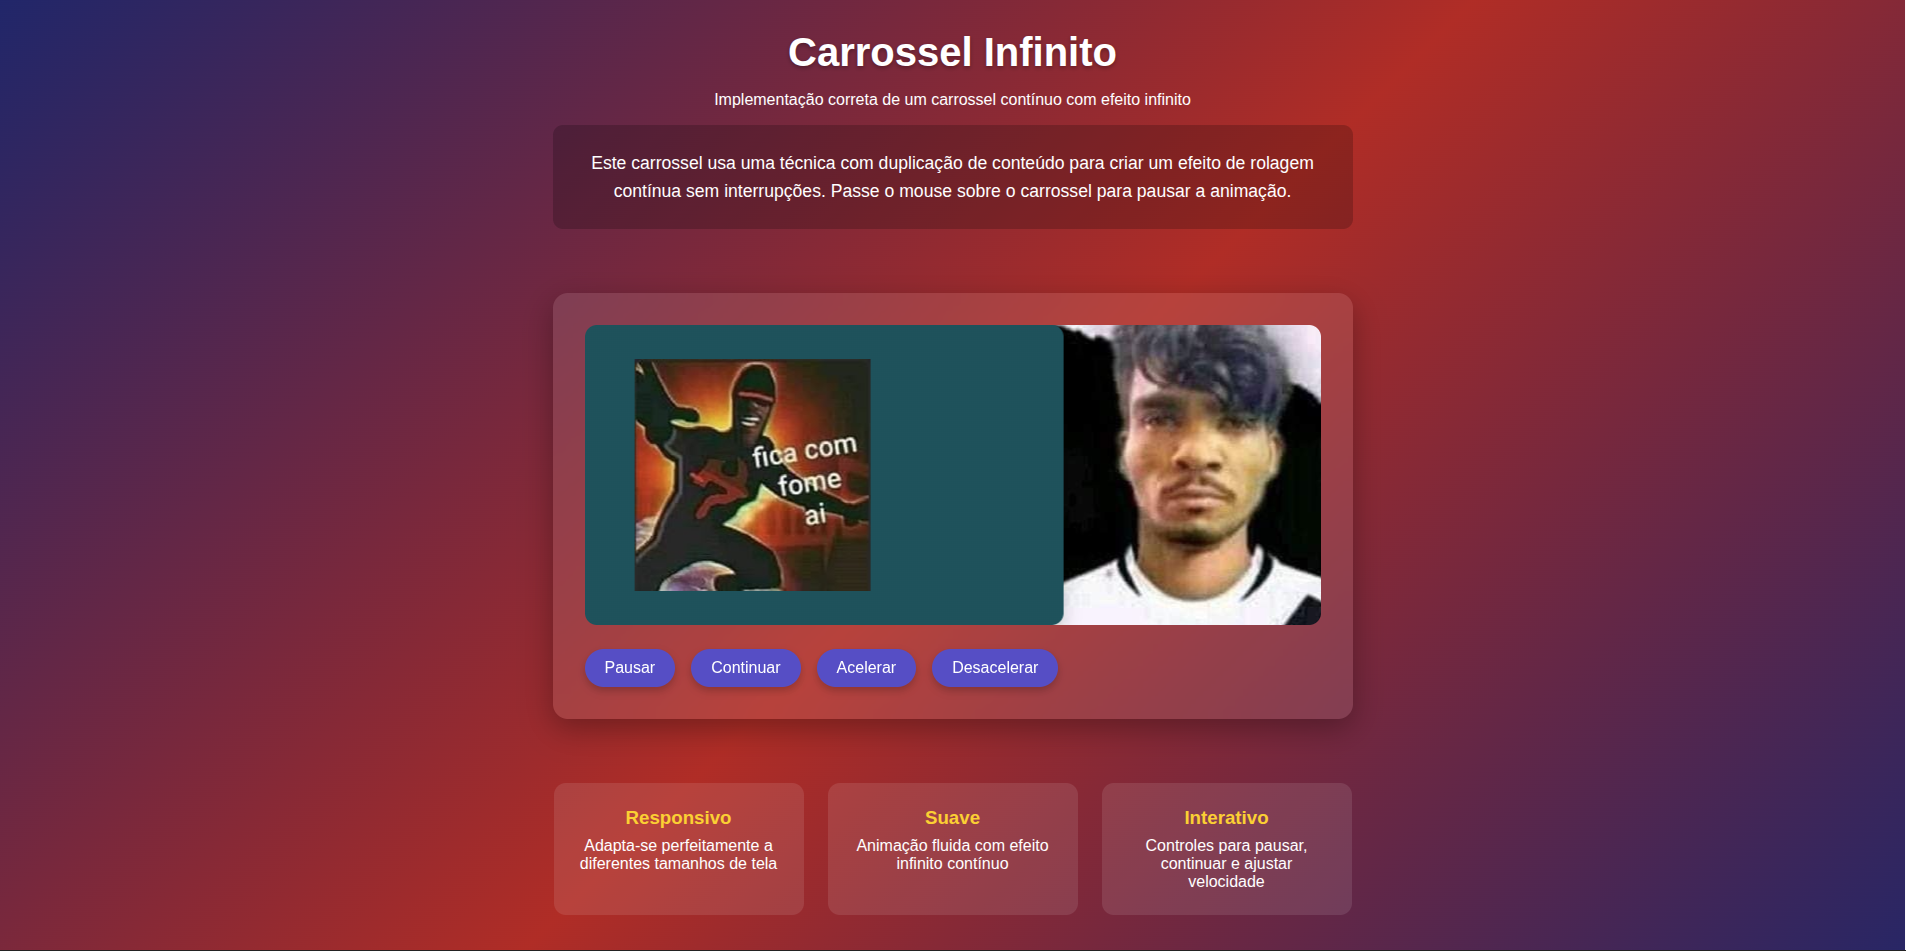 Carrossel Infinito
Implementação correta de um carrossel contínuo com efeito infinito
Este carrossel usa uma técnica com duplicação de conteúdo para criar um efeito de rolagem
contínua sem interrupções. Passe o mouse sobre o carrossel para pausar a animação.
fica com
fome
ai
Pausar Continuar Acelerar Desacelerar
Responsivo
Adapta-se perfeitamente a
diferentes tamanhos de tela
Suave
Animação fluida com efeito
infinito contínuo
Interativo
Controles para pausar,
continuar e ajustar
velocidade